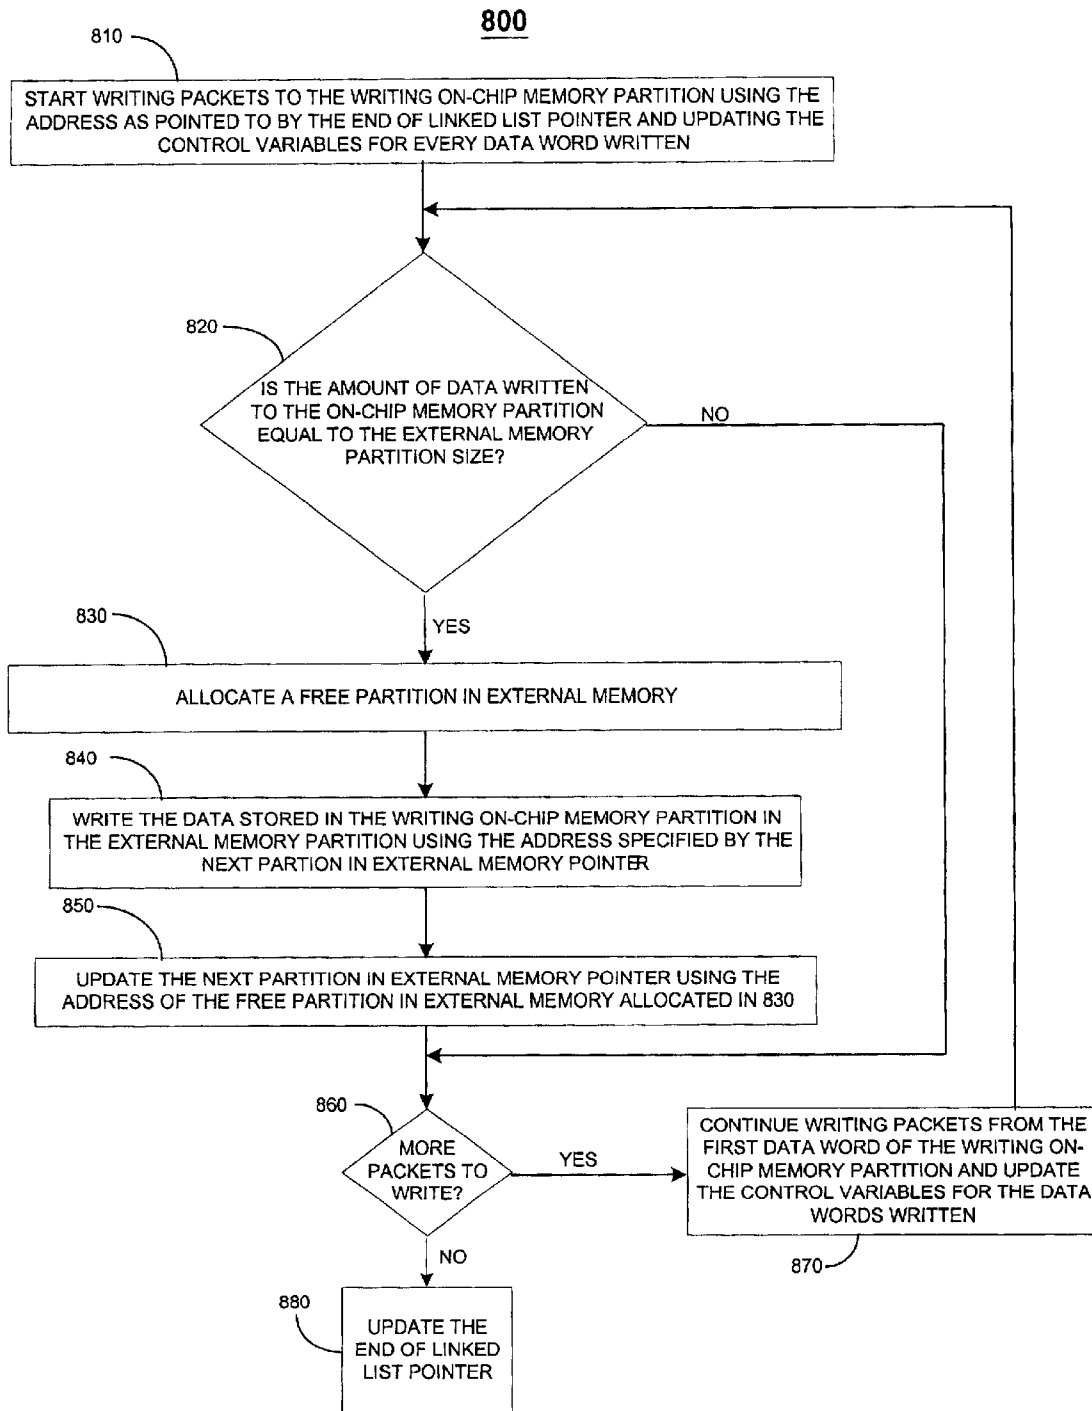 800
810
START WRITING PACKETS TO THE WRITING ON-CHIP MEMORY PARTITION USING THE
ADDRESS AS POINTED TO BY THE END OF LINKED LIST POINTER AND UPDATING THE
CONTROL VARIABLES FOR EVERY DATA WORD WRITTEN
820
IS THE AMOUNT OF DATA WRITTEN
TO THE ON-CHIP MEMORY PARTITION
EQUAL TO THE EXTERNAL MEMORY
PARTITION SIZE?
NO
YES
830
ALLOCATE A FREE PARTITION IN EXTERNAL MEMORY
840
WRITE THE DATA STORED IN THE WRITING ON-CHIP MEMORY PARTITION IN
THE EXTERNAL MEMORY PARTITION USING THE ADDRESS SPECIFIED BY THE
NEXT PARTION IN EXTERNAL MEMORY POINTER
850
UPDATE THE NEXT PARTITION IN EXTERNAL MEMORY POINTER USING THE
ADDRESS OF THE FREE PARTITION IN EXTERNAL MEMORY ALLOCATED IN 830
860
MORE
PACKETS TO
WRITE?
YES
CONTINUE WRITING PACKETS FROM THE
FIRST DATA WORD OF THE WRITING ON-
CHIP MEMORY PARTITION AND UPDATE
THE CONTROL VARIABLES FOR THE DATA
WORDS WRITTEN
870
NO
880
UPDATE THE
END OF LINKED
LIST POINTER